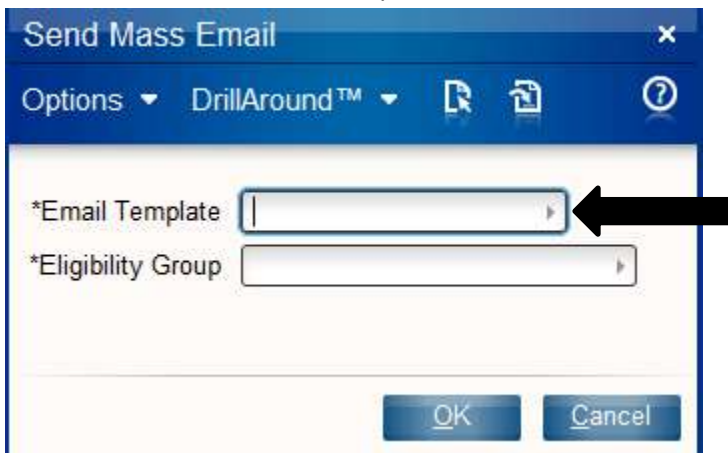 Send Mass Email ×
Options DrillAround™ ?
*Email Template
*Eligibility Group
OK Cancel